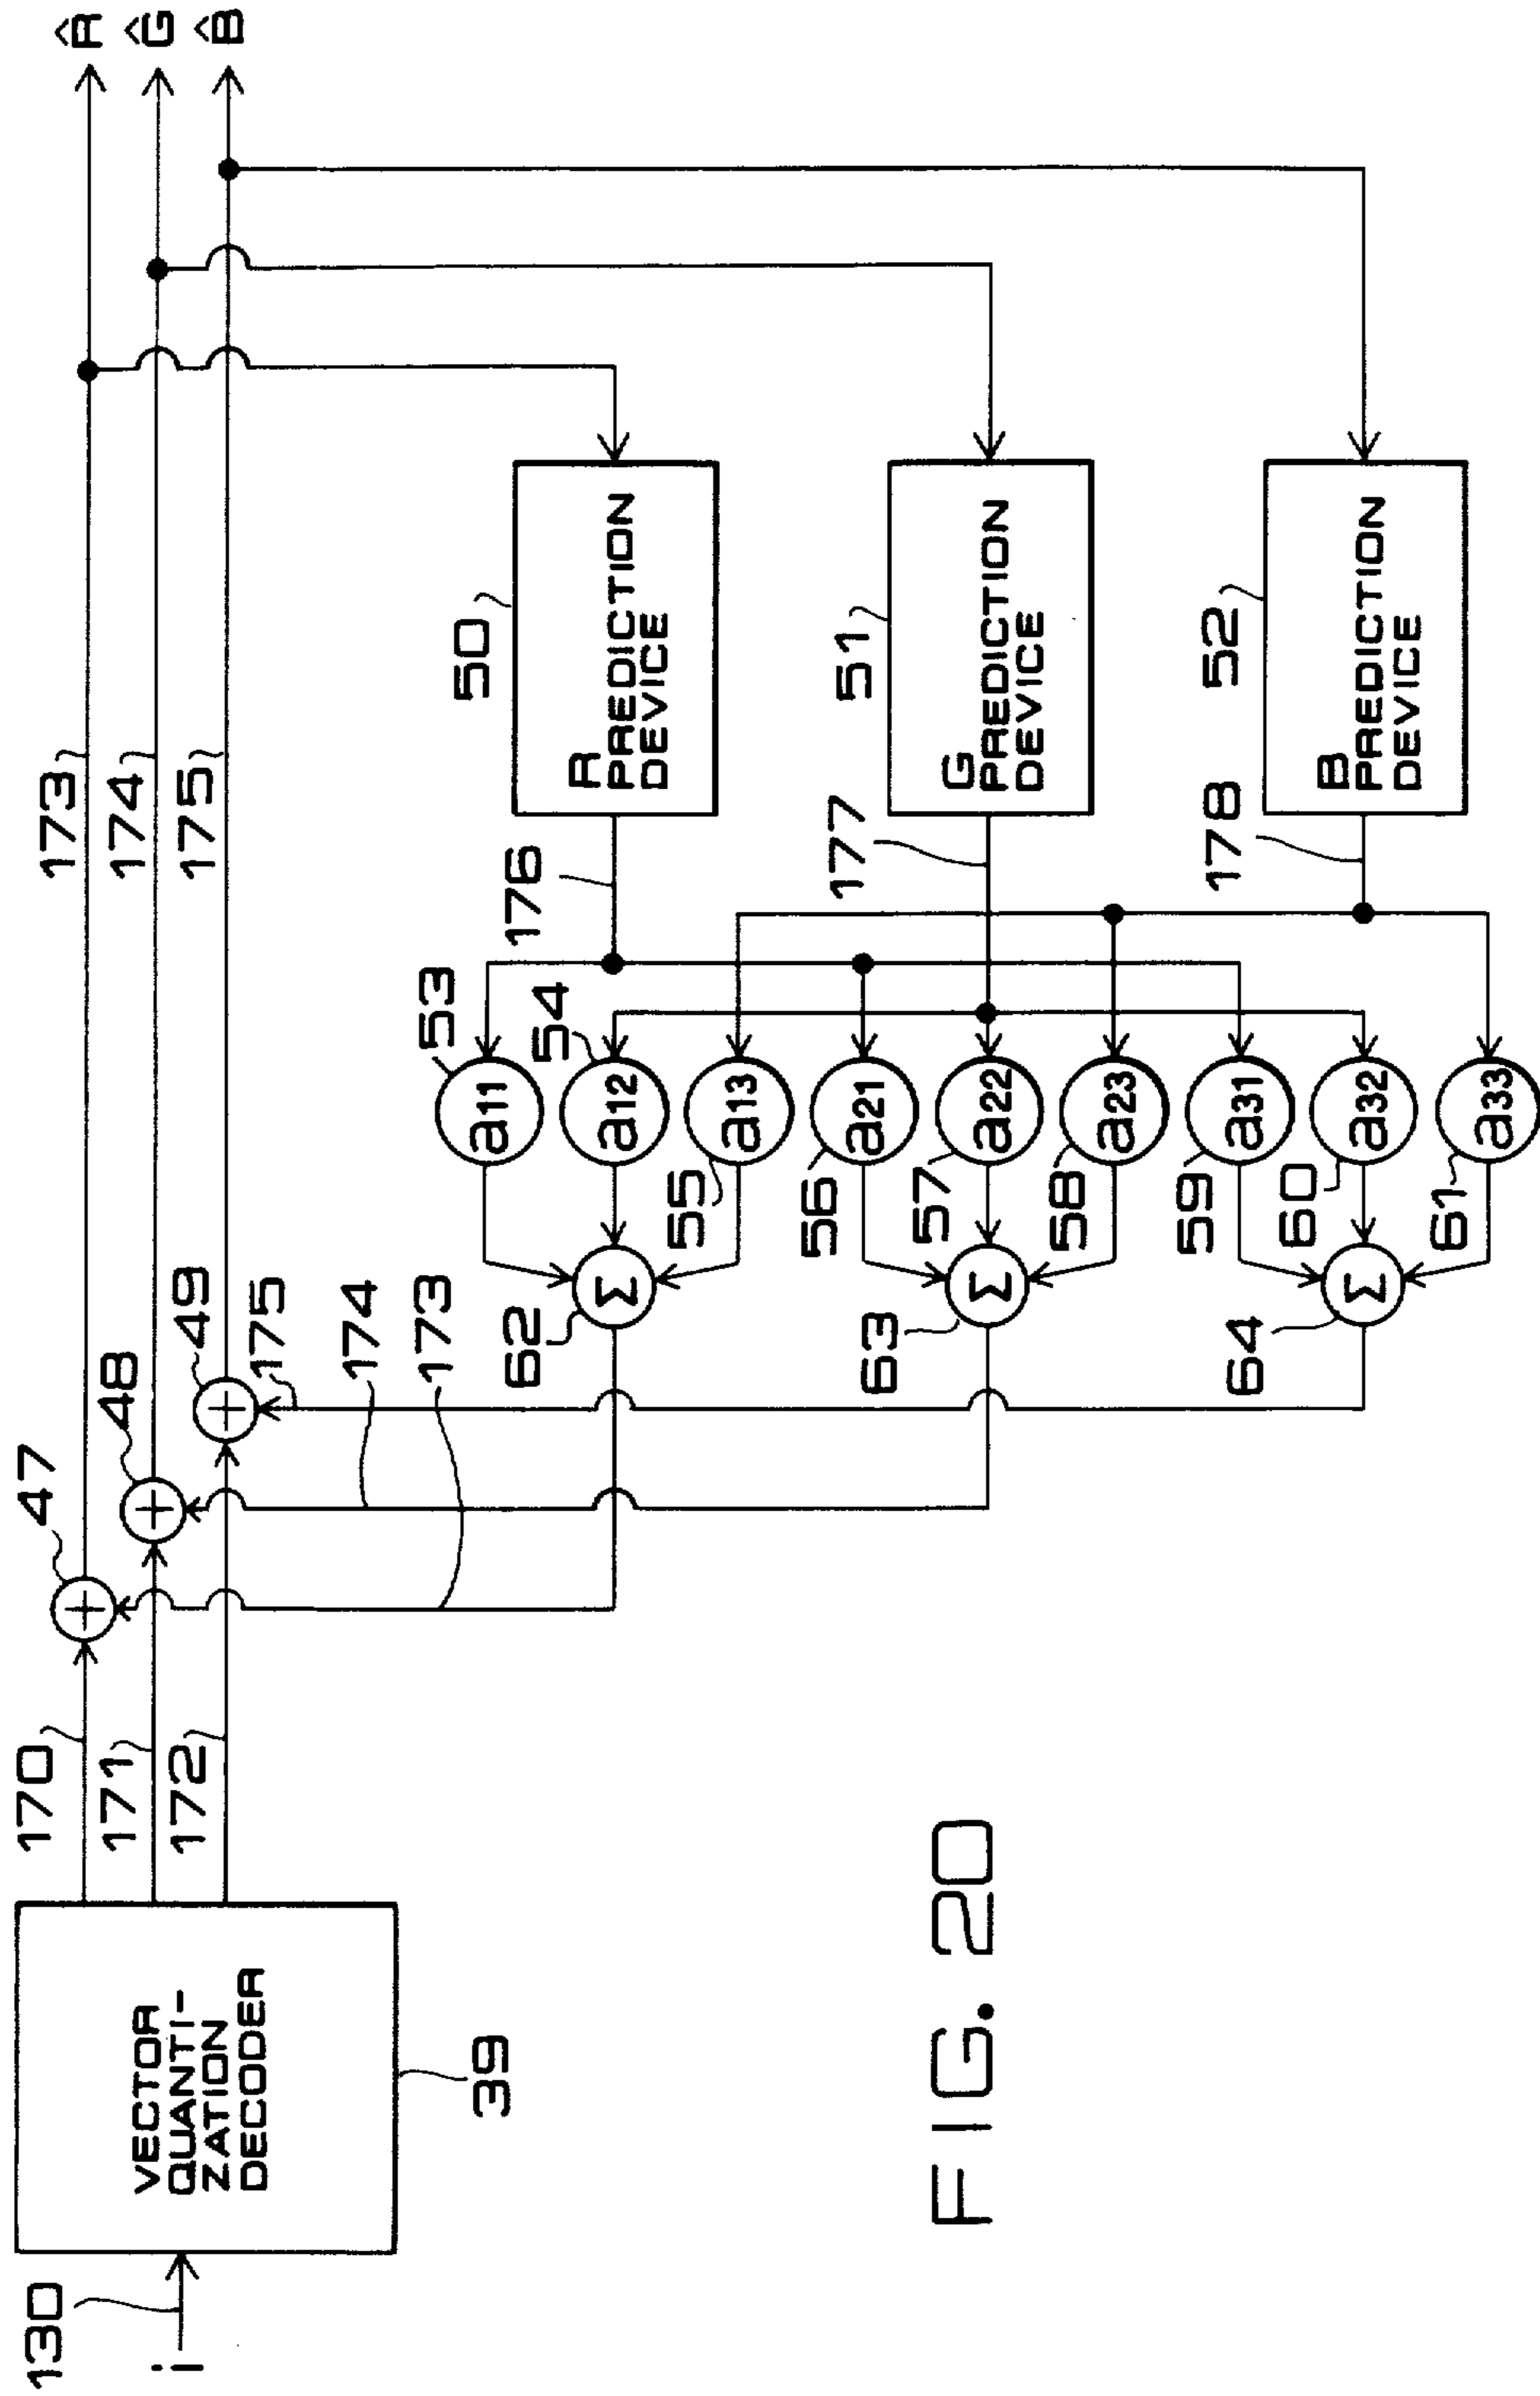 130
i
VECTOR
QUANTI-
ZATION
DECODER
39
170
171
172
47
48
49
175
174
173
173
174
175
R̂
Ĝ
B̂
50
R
PREDICTION
DEVICE
51
G
PREDICTION
DEVICE
52
B
PREDICTION
DEVICE
176
177
178
53
a11
54
a12
55
a13
56
a21
57
a22
58
a23
59
a31
60
a32
61
a33
62
Σ
63
Σ
64
Σ
FIG. 20